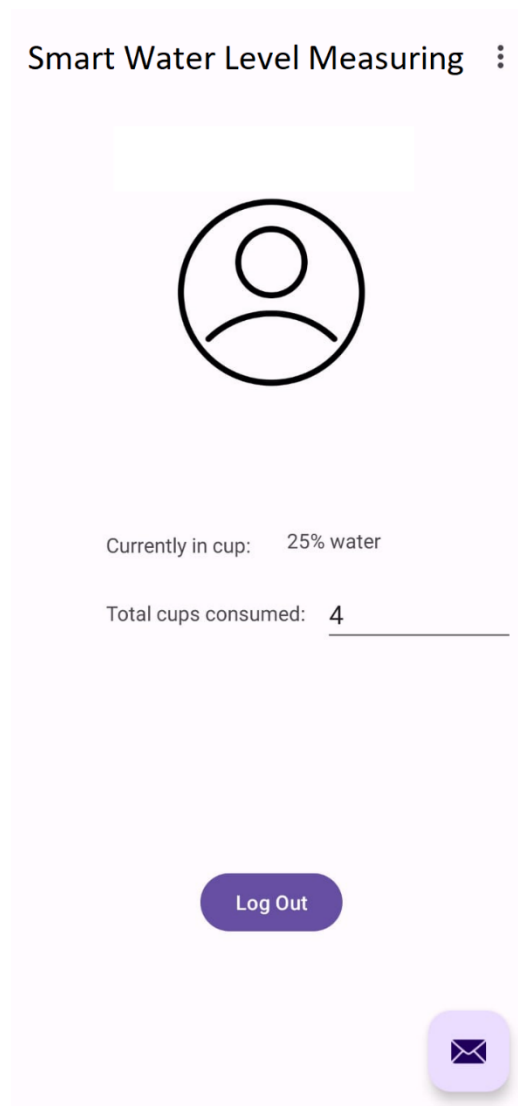 Smart Water Level Measuring
Currently in cup: 25% water
Total cups consumed: 4
Log Out